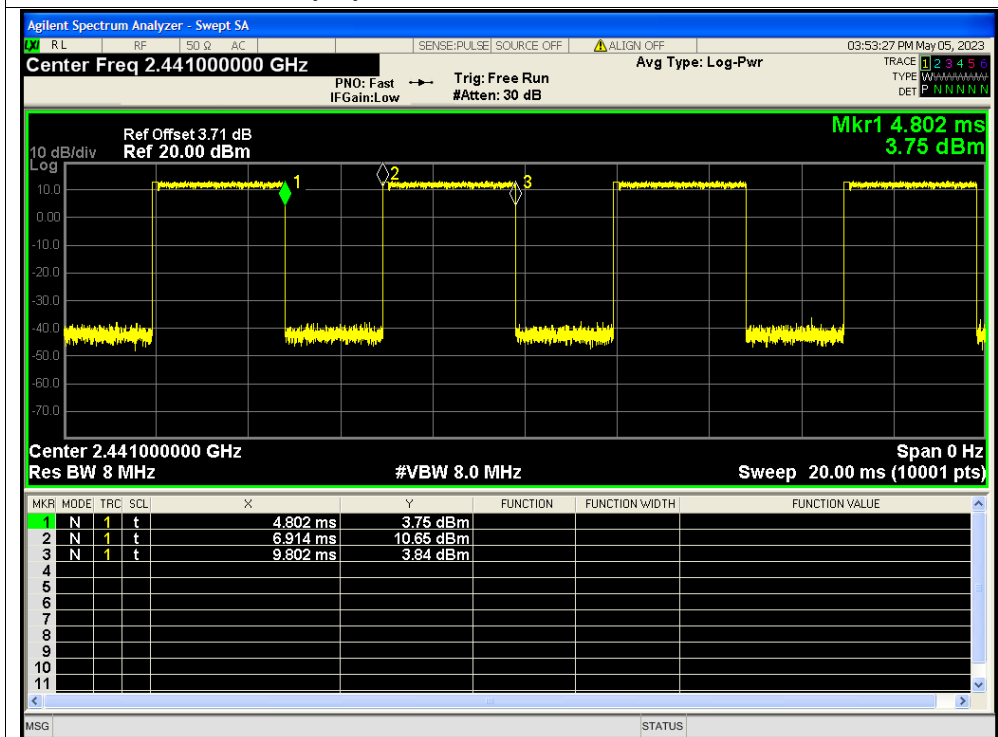 Agilent Spectrum Analyzer - Swept SA
LXI RL RF 50 Ω AC SENSE:PULSE SOURCE OFF ALIGN OFF 03:53:27 PM May 05, 2023
Center Freq 2.441000000 GHz
PNO: Fast
IFGain:Low
Trig: Free Run
#Atten: 30 dB
Avg Type: Log-Pwr
TRACE 1 2 3 4 5 6
TYPE WWWWWW
DET P N N N N N
Mkr1 4.802 ms
3.75 dBm
Ref Offset 3.71 dB
10 dB/div Ref 20.00 dBm
Log
10.0
0.00
-10.0
-20.0
-30.0
-40.0
-50.0
-60.0
-70.0
1
2
3
Center 2.441000000 GHz Span 0 Hz
Res BW 8 MHz #VBW 8.0 MHz Sweep 20.00 ms (10001 pts)
MKR MODE TRC SCL X Y FUNCTION FUNCTION WIDTH FUNCTION VALUE
1 N 1 t 4.802 ms 3.75 dBm
2 N 1 t 6.914 ms 10.65 dBm
3 N 1 t 9.802 ms 3.84 dBm
4
5
6
7
8
9
10
11
MSG STATUS